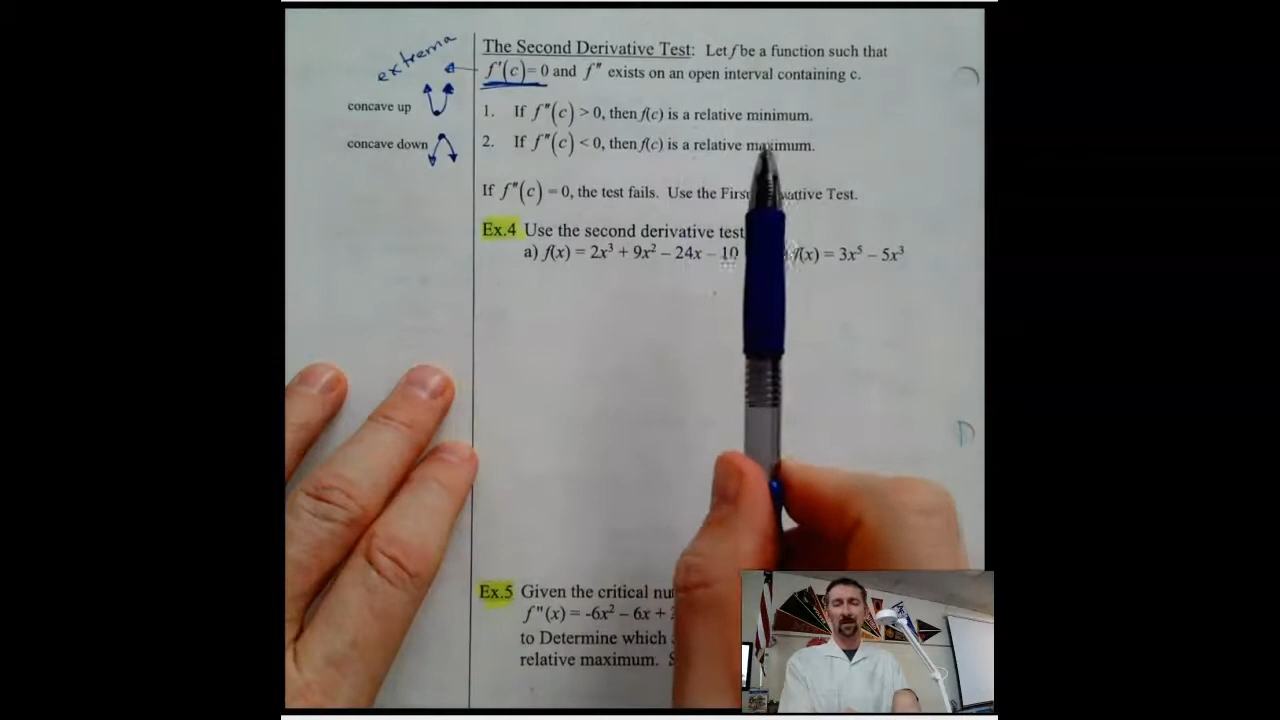 extrema
The Second Derivative Test: Let f be a function such that
f'(c) = 0 and f" exists on an open interval containing c.
concave up
1. If f"(c) > 0, then f(c) is a relative minimum.
concave down
2. If f"(c) < 0, then f(c) is a relative maximum.
If f"(c) = 0, the test fails. Use the First Test.
Ex.4 Use the second derivative test
a) f(x) = 2x³ + 9x² – 24x – 10 f(x) = 3x⁵ – 5x³
Ex.5 Given the critical
f "(x) = -6x² – 6x +
to Determine which
relative maximum.